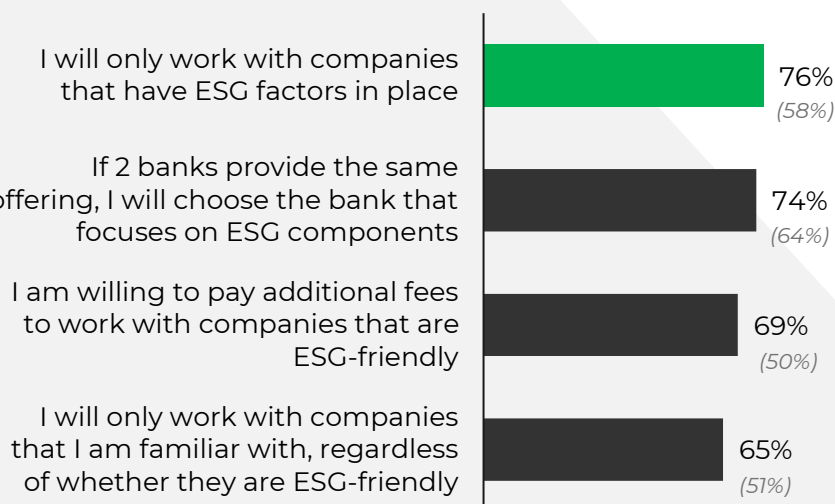 I will only work with companies
that have ESG factors in place
76%
(58%)
If 2 banks provide the same
offering, I will choose the bank that
focuses on ESG components
74%
(64%)
I am willing to pay additional fees
to work with companies that are
ESG-friendly
69%
(50%)
I will only work with companies
that I am familiar with, regardless
of whether they are ESG-friendly
65%
(51%)